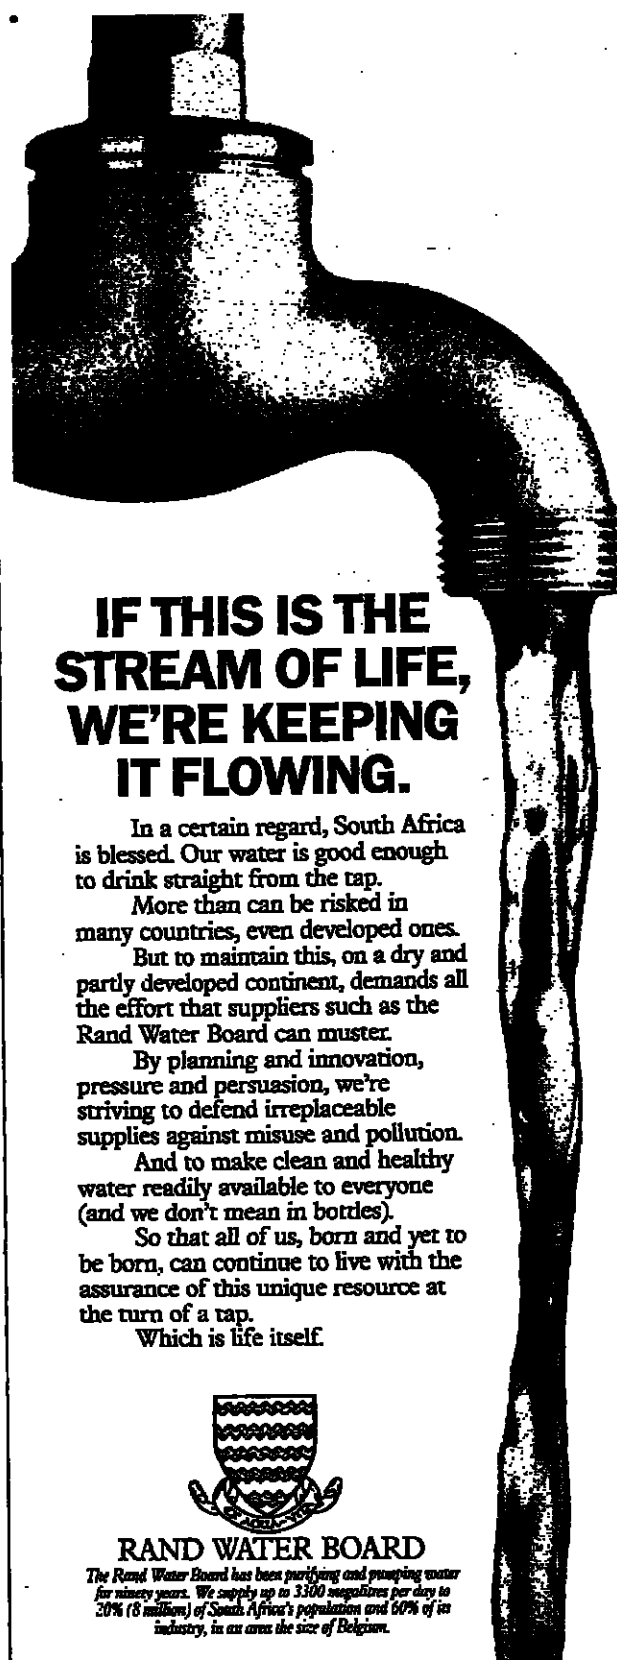 IF THIS IS THE
STREAM OF LIFE,
WE'RE KEEPING
IT FLOWING.
In a certain regard, South Africa
is blessed. Our water is good enough
to drink straight from the tap.
More than can be risked in
many countries, even developed ones.
But to maintain this, on a dry and
partly developed continent, demands all
the effort that suppliers such as the
Rand Water Board can muster.
By planning and innovation,
pressure and persuasion, we're
striving to defend irreplaceable
supplies against misuse and pollution.
And to make clean and healthy
water readily available to everyone
(and we don't mean in bottles).
So that all of us, born and yet to
be born, can continue to live with the
assurance of this unique resource at
the turn of a tap.
Which is life itself.
RAND WATER BOARD
The Rand Water Board has been purifying and pumping water
for ninety years. We supply up to 3300 megalitres per day to
20% (8 million) of South Africa's population and 60% of its
industry, in an area the size of Belgium.